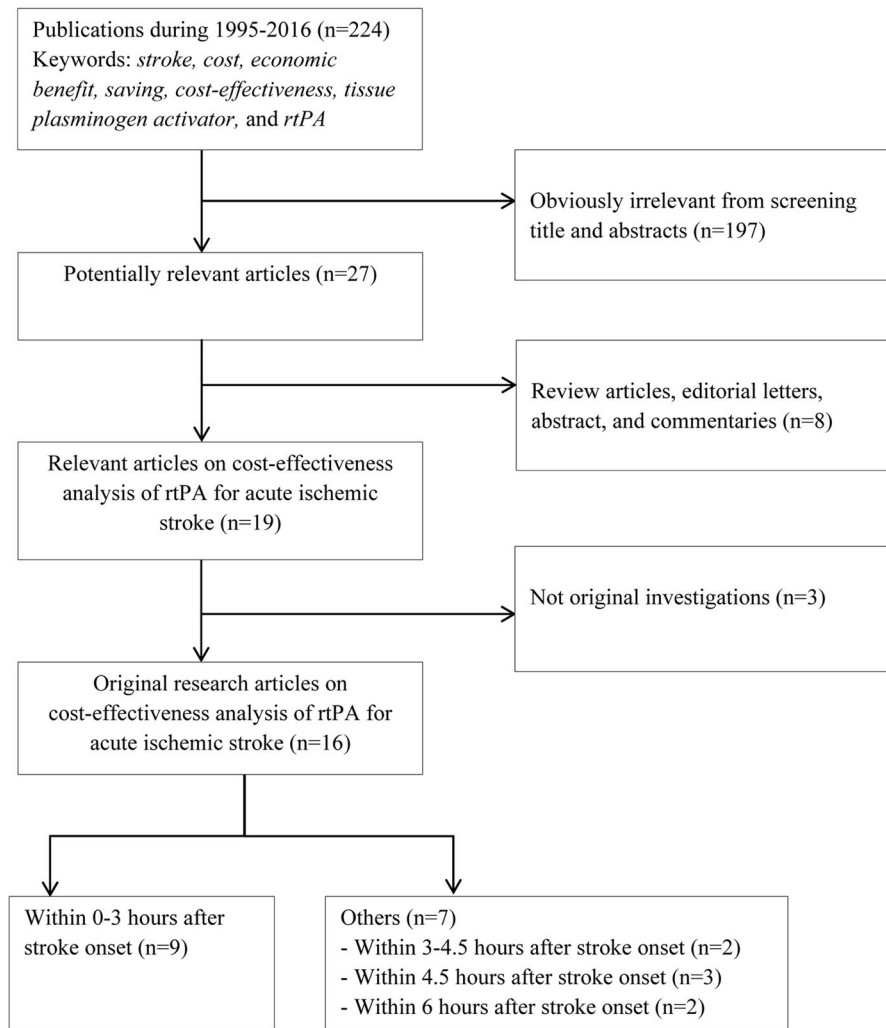 Publications during 1995-2016 (n=224)
Keywords: stroke, cost, economic
benefit, saving, cost-effectiveness, tissue
plasminogen activator, and rtPA
Obviously irrelevant from screening
title and abstracts (n=197)
Potentially relevant articles (n=27)
Review articles, editorial letters,
abstract, and commentaries (n=8)
Relevant articles on cost-effectiveness
analysis of rtPA for acute ischemic
stroke (n=19)
Not original investigations (n=3)
Original research articles on
cost-effectiveness analysis of rtPA for
acute ischemic stroke (n=16)
Within 0-3 hours after
stroke onset (n=9)
Others (n=7)
- Within 3-4.5 hours after stroke onset (n=2)
- Within 4.5 hours after stroke onset (n=3)
- Within 6 hours after stroke onset (n=2)